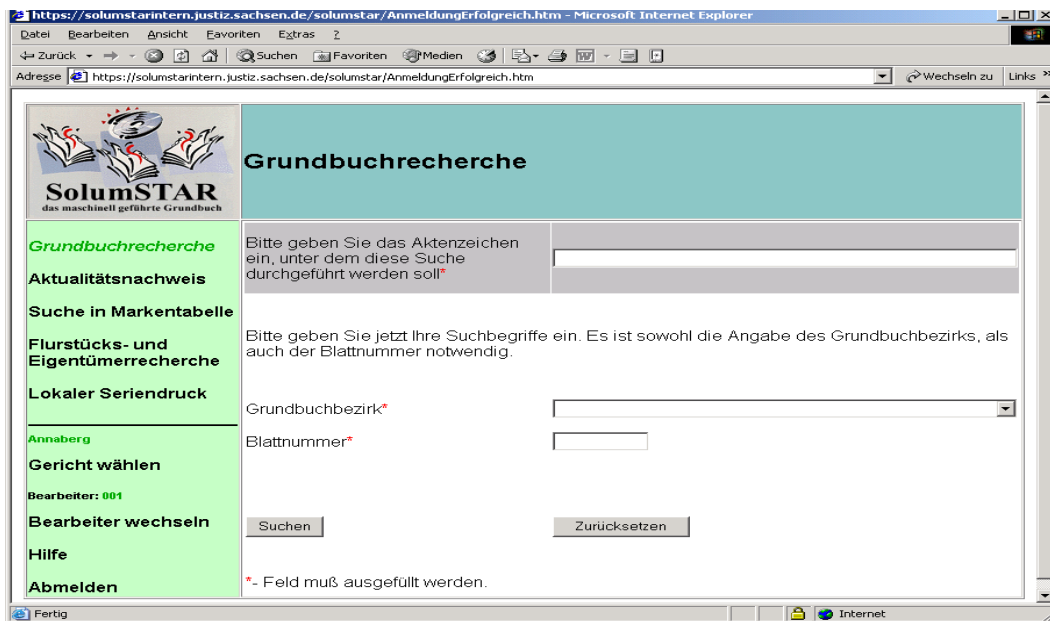 https://solumstarintern.justiz.sachsen.de/solumstar/AnmeldungErfolgreich.htm - Microsoft Internet Explorer
Datei Bearbeiten Ansicht Favoriten Extras ?
Zurück Suchen Favoriten Medien
Adresse https://solumstarintern.justiz.sachsen.de/solumstar/AnmeldungErfolgreich.htm Wechseln zu Links »
SolumSTAR
das maschinell geführte Grundbuch
Grundbuchrecherche
Grundbuchrecherche
Aktualitätsnachweis
Suche in Markentabelle
Flurstücks- und
Eigentümerrecherche
Lokaler Seriendruck
Annaberg
Gericht wählen
Bearbeiter: 001
Bearbeiter wechseln
Hilfe
Abmelden
Bitte geben Sie das Aktenzeichen
ein, unter dem diese Suche
durchgeführt werden soll*
Bitte geben Sie jetzt Ihre Suchbegriffe ein. Es ist sowohl die Angabe des Grundbuchbezirks, als
auch der Blattnummer notwendig.
Grundbuchbezirk*
Blattnummer*
Suchen Zurücksetzen
*- Feld muß ausgefüllt werden.
Fertig Internet